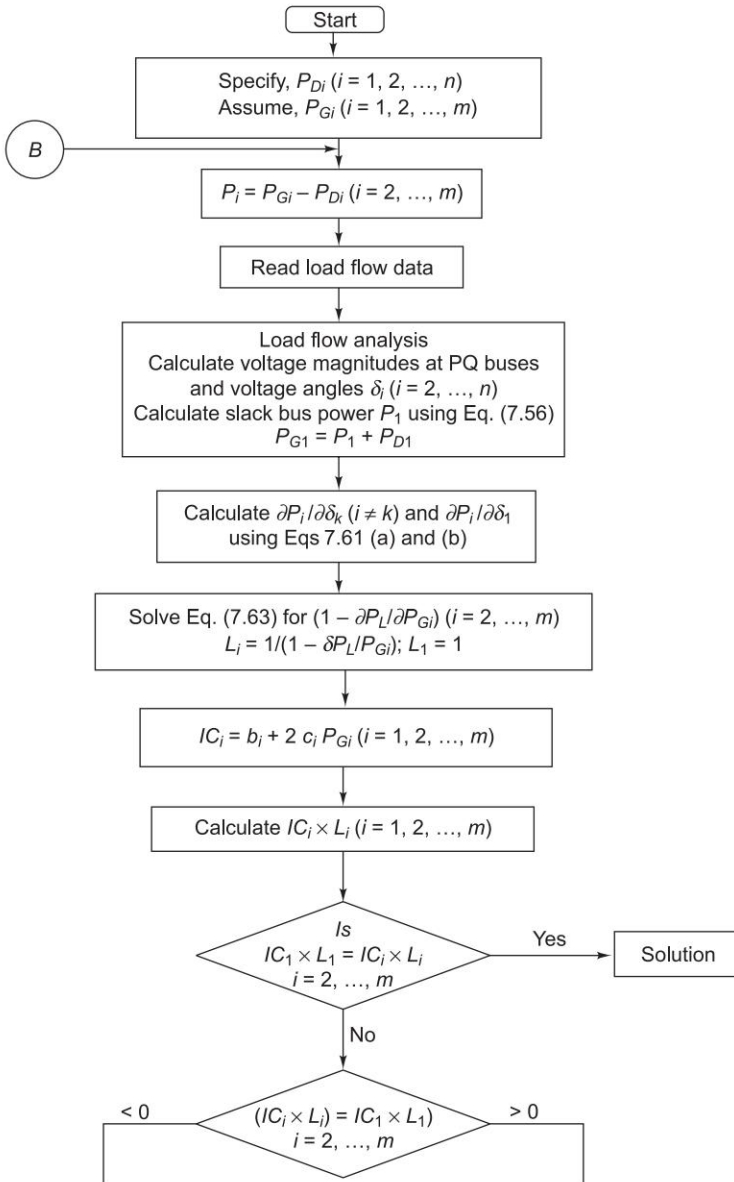 Start
Specify, P_Di (i = 1, 2, …, n)
Assume, P_Gi (i = 1, 2, …, m)
B
P_i = P_Gi – P_Di (i = 2, …, m)
Read load flow data
Load flow analysis
Calculate voltage magnitudes at PQ buses
and voltage angles δ_i (i = 2, …, n)
Calculate slack bus power P_1 using Eq. (7.56)
P_G1 = P_1 + P_D1
Calculate ∂P_i/∂δ_k (i ≠ k) and ∂P_i/∂δ_1
using Eqs 7.61 (a) and (b)
Solve Eq. (7.63) for (1 – ∂P_L/∂P_Gi) (i = 2, …, m)
L_i = 1/(1 – δP_L/P_Gi); L_1 = 1
IC_i = b_i + 2 c_i P_Gi (i = 1, 2, …, m)
Calculate IC_i × L_i (i = 1, 2, …, m)
Is
IC_1 × L_1 = IC_i × L_i
i = 2, …, m
Yes
Solution
No
< 0
(IC_i × L_i) = IC_1 × L_1)
i = 2, …, m
> 0